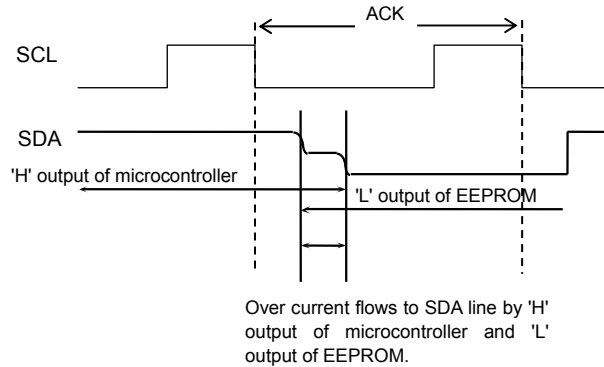 ACK
SCL
SDA
'H' output of microcontroller
'L' output of EEPROM
Over current flows to SDA line by 'H'
output of microcontroller and 'L'
output of EEPROM.